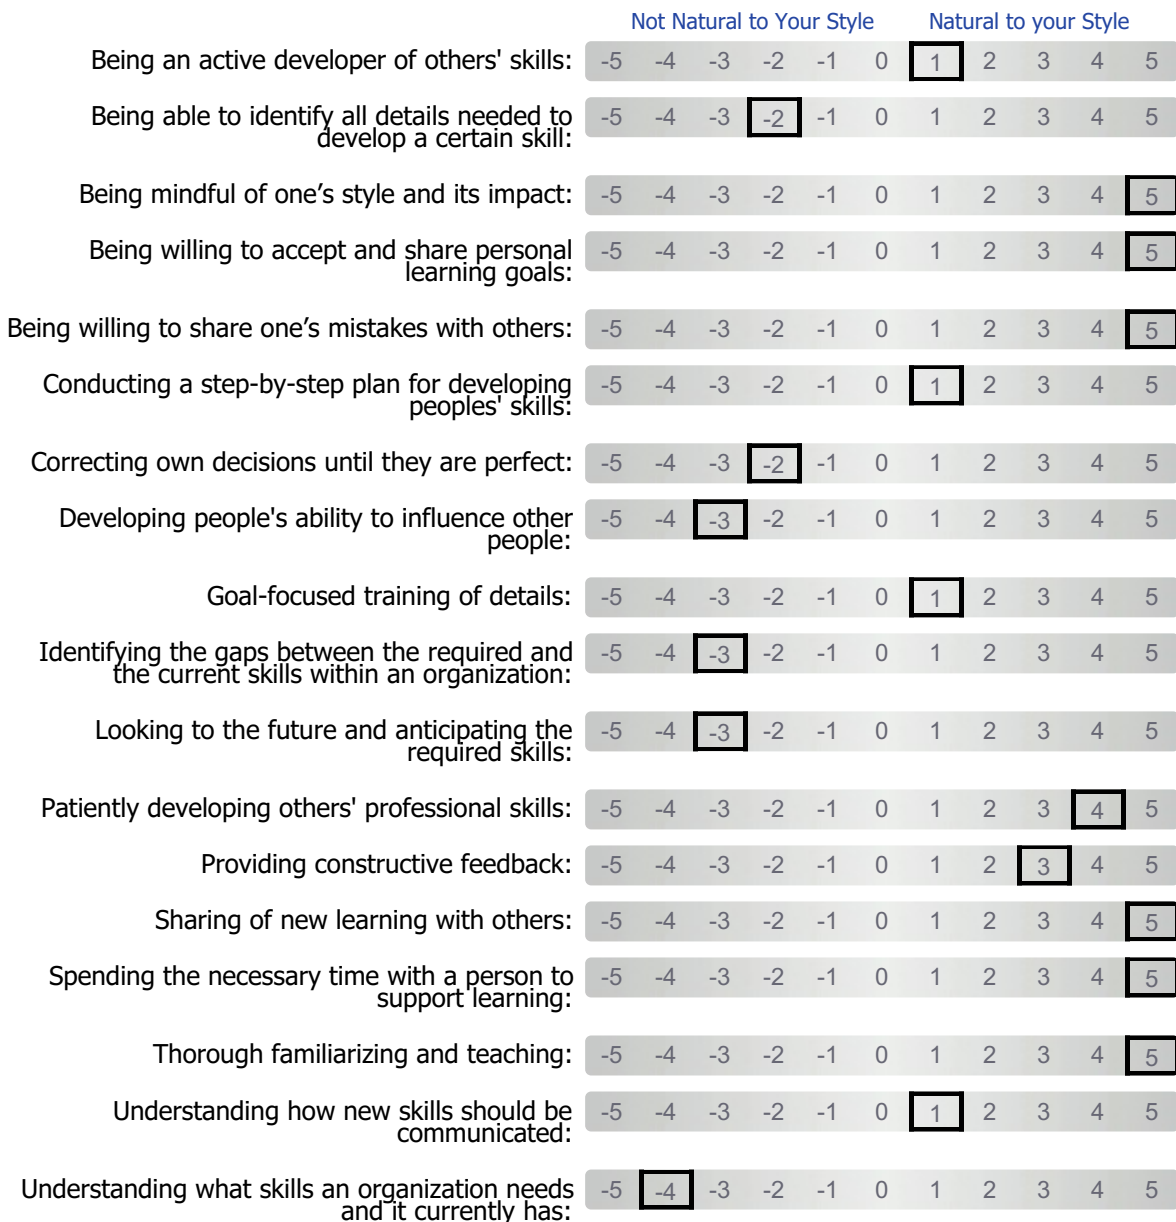 Not Natural to Your Style Natural to your Style
Being an active developer of others' skills: -5 -4 -3 -2 -1 0 1 2 3 4 5
Being able to identify all details needed to
develop a certain skill: -5 -4 -3 -2 -1 0 1 2 3 4 5
Being mindful of one’s style and its impact: -5 -4 -3 -2 -1 0 1 2 3 4 5
Being willing to accept and share personal
learning goals: -5 -4 -3 -2 -1 0 1 2 3 4 5
Being willing to share one’s mistakes with others: -5 -4 -3 -2 -1 0 1 2 3 4 5
Conducting a step-by-step plan for developing
peoples' skills: -5 -4 -3 -2 -1 0 1 2 3 4 5
Correcting own decisions until they are perfect: -5 -4 -3 -2 -1 0 1 2 3 4 5
Developing people's ability to influence other
people: -5 -4 -3 -2 -1 0 1 2 3 4 5
Goal-focused training of details: -5 -4 -3 -2 -1 0 1 2 3 4 5
Identifying the gaps between the required and
the current skills within an organization: -5 -4 -3 -2 -1 0 1 2 3 4 5
Looking to the future and anticipating the
required skills: -5 -4 -3 -2 -1 0 1 2 3 4 5
Patiently developing others' professional skills: -5 -4 -3 -2 -1 0 1 2 3 4 5
Providing constructive feedback: -5 -4 -3 -2 -1 0 1 2 3 4 5
Sharing of new learning with others: -5 -4 -3 -2 -1 0 1 2 3 4 5
Spending the necessary time with a person to
support learning: -5 -4 -3 -2 -1 0 1 2 3 4 5
Thorough familiarizing and teaching: -5 -4 -3 -2 -1 0 1 2 3 4 5
Understanding how new skills should be
communicated: -5 -4 -3 -2 -1 0 1 2 3 4 5
Understanding what skills an organization needs
and it currently has: -5 -4 -3 -2 -1 0 1 2 3 4 5